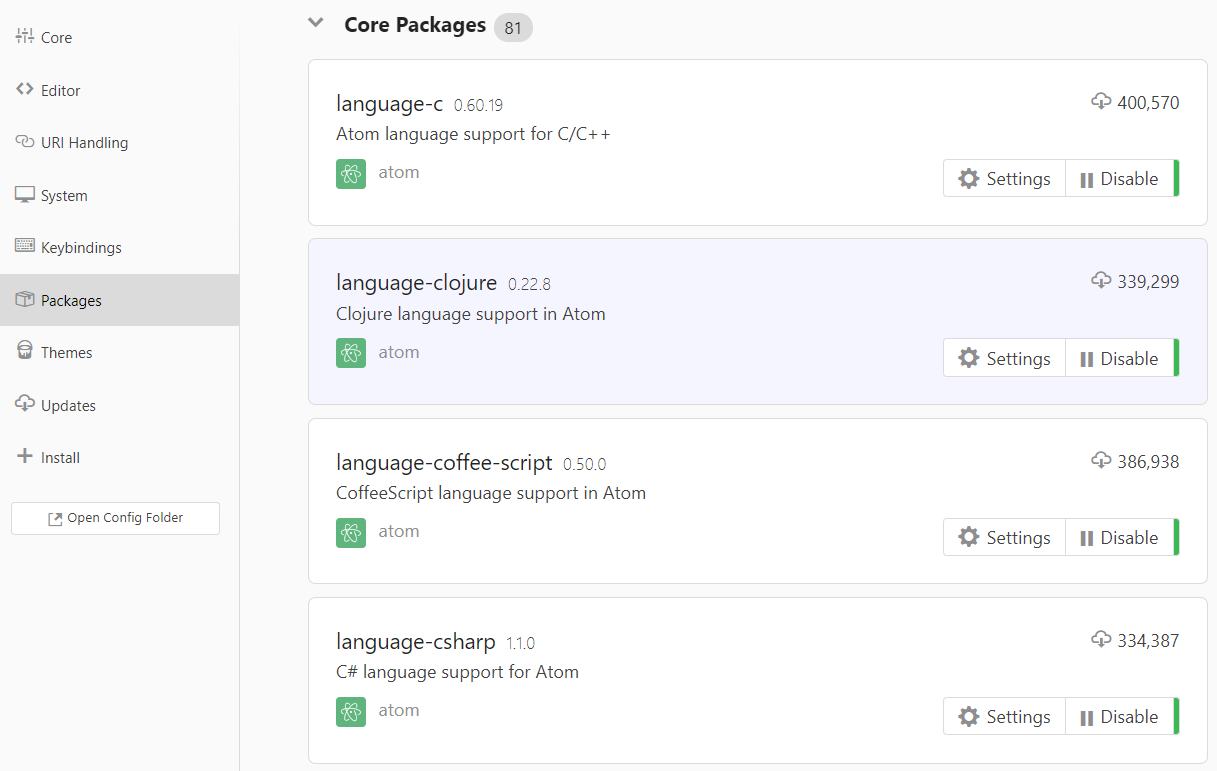 Core
Editor
URI Handling
System
Keybindings
Packages
Themes
Updates
Install
Open Config Folder
Core Packages 81
language-c 0.60.19 400,570
Atom language support for C/C++
atom
Settings Disable
language-clojure 0.22.8 339,299
Clojure language support in Atom
atom
Settings Disable
language-coffee-script 0.50.0 386,938
CoffeeScript language support in Atom
atom
Settings Disable
language-csharp 1.1.0 334,387
C# language support for Atom
atom
Settings Disable